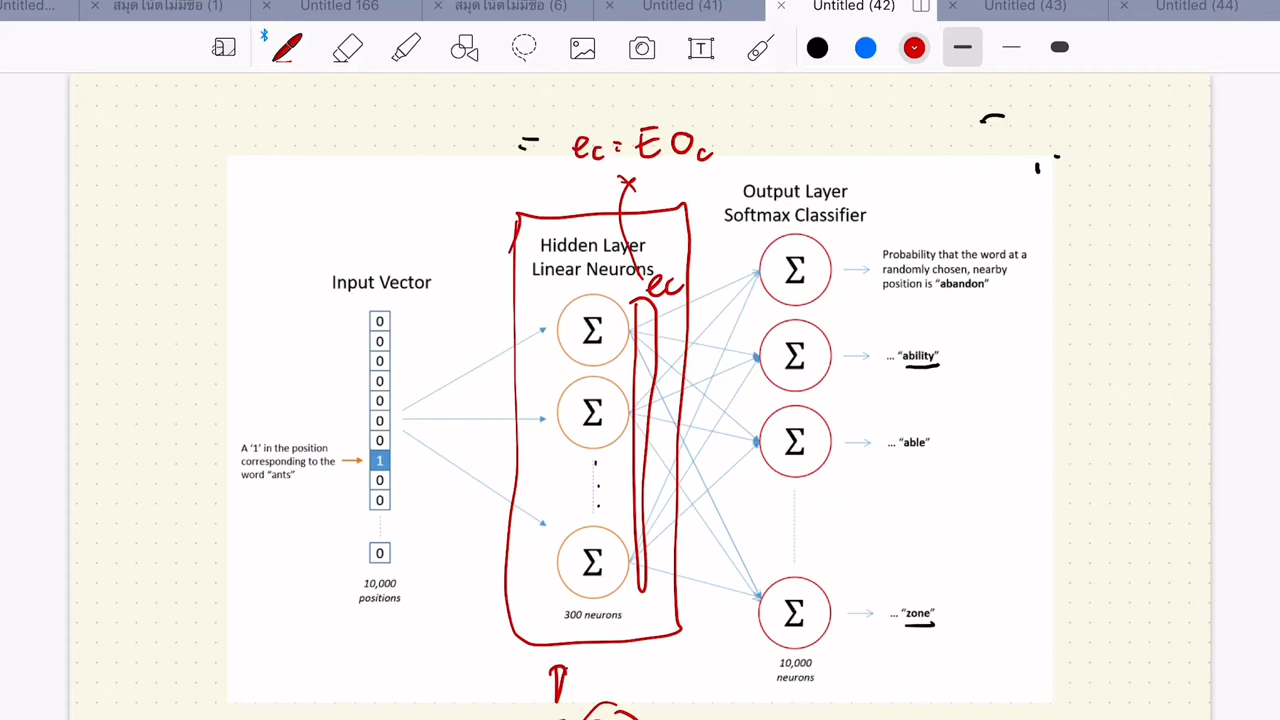 Untitled...
สมุดโน้ตไม่มีชื่อ (1)
Untitled 166
สมุดโน้ตไม่มีชื่อ (6)
Untitled (41)
Untitled (42)
Untitled (43)
Untitled (44)
T
ec = E Oc
Output Layer
Softmax Classifier
Hidden Layer
Linear Neurons
Input Vector
ec
Probability that the word at a
randomly chosen, nearby
position is “abandon”
0
0
0
0
0
0
0
1
0
0
0
Σ
Σ
Σ
Σ
Σ
Σ
Σ
... “ability”
... “able”
A ‘1’ in the position
corresponding to the
word “ants”
10,000
positions
300 neurons
... “zone”
10,000
neurons